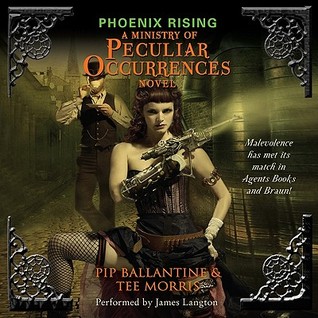 PHOENIX RISING
A MINISTRY OF
PECULIAR
OCCURRENCES
NOVEL
Malevolence
has met its
match in
Agents Books
and Braun!
PIP BALLANTINE &
TEE MORRIS
Performed by James Langton